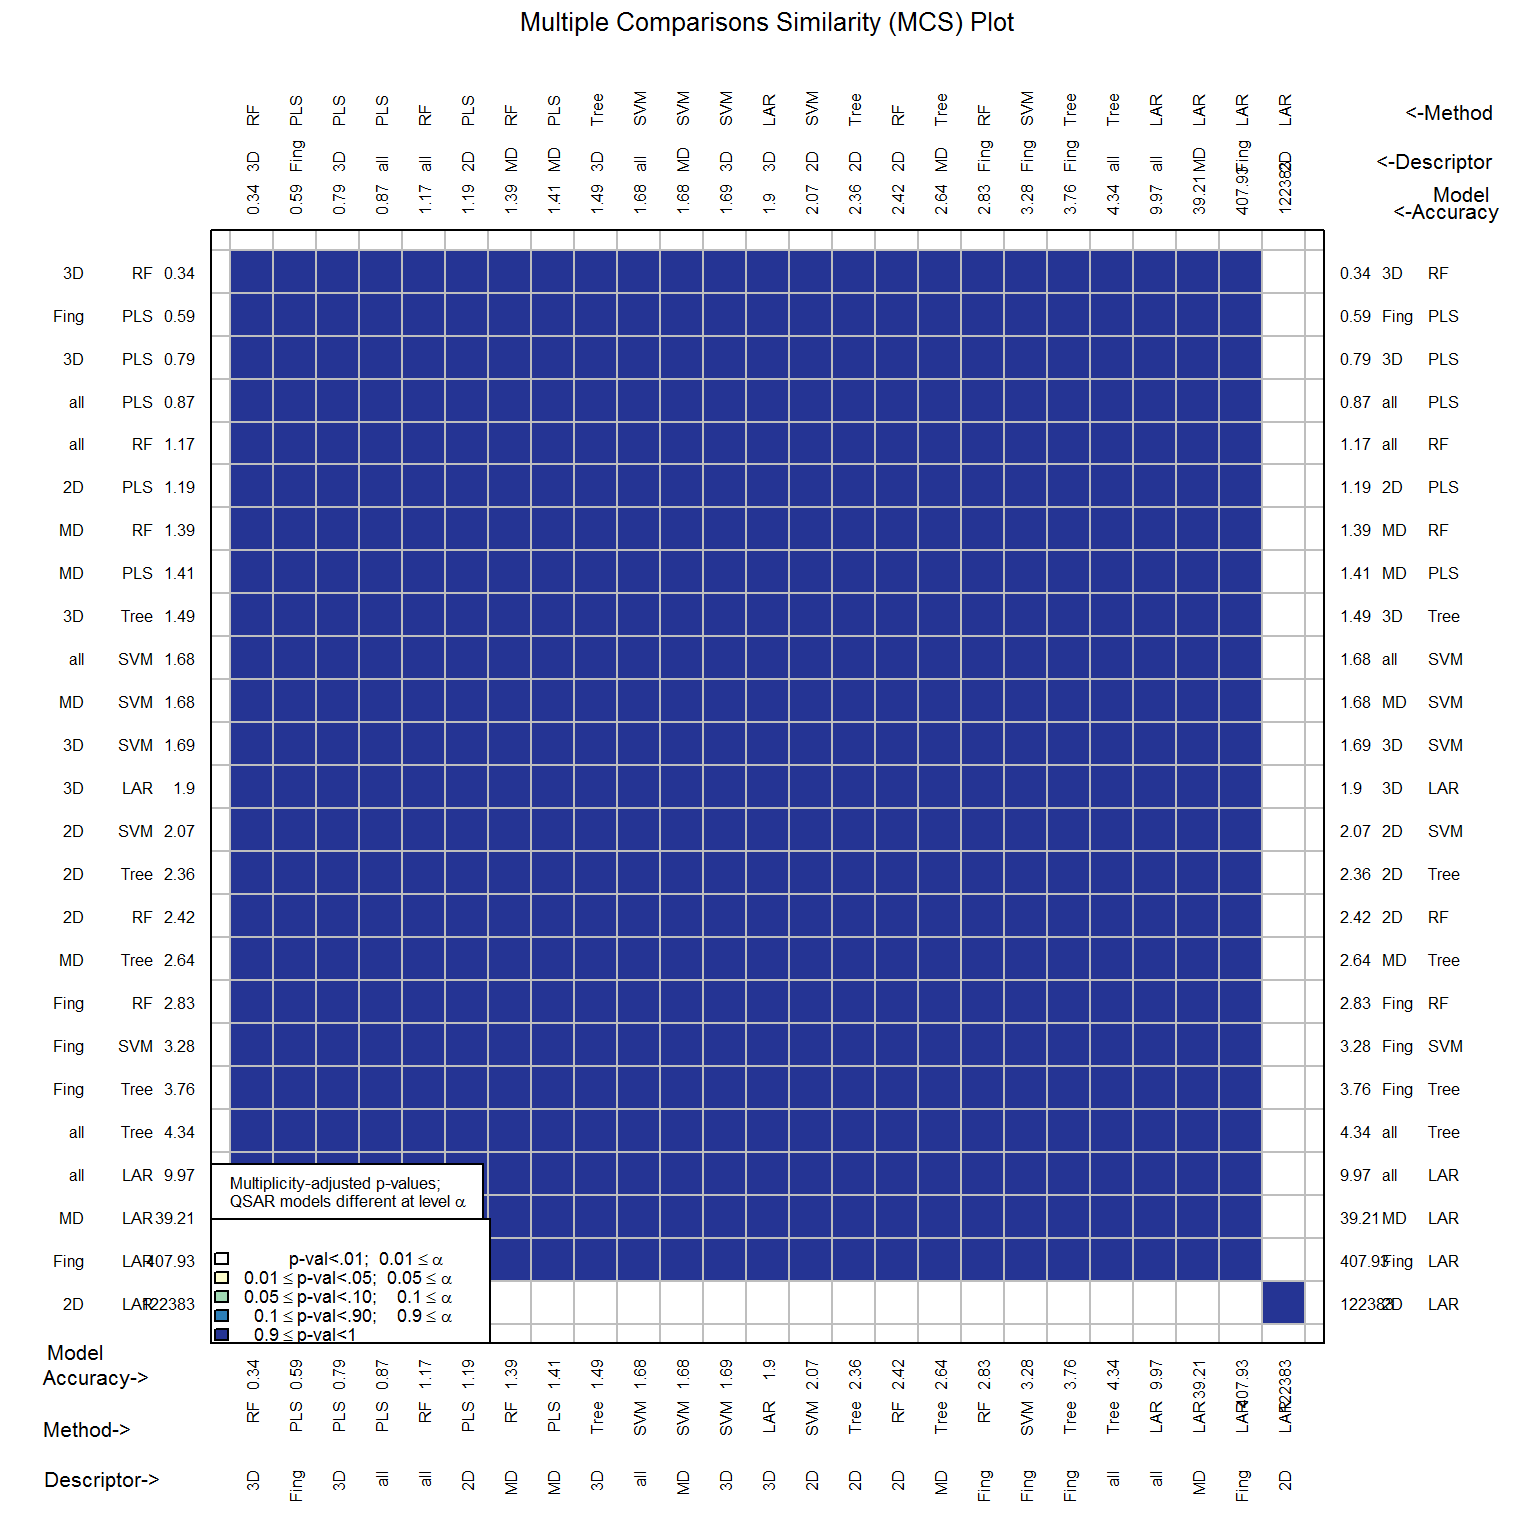 Multiple Comparisons Similarity (MCS) Plot
RF PLS PLS PLS RF PLS RF PLS Tree SVM SVM SVM LAR SVM Tree RF Tree RF SVM Tree Tree LAR LAR LAR LAR <-Method
3D Fing 3D all all 2D MD MD 3D all MD 3D 3D 2D 2D 2D MD Fing Fing Fing all all MD Fing 2D <-Descriptor
0.34 0.59 0.79 0.87 1.17 1.19 1.39 1.41 1.49 1.68 1.68 1.69 1.9 2.07 2.36 2.42 2.64 2.83 3.28 3.76 4.34 9.97 39.21 407.93 122383 Model
<-Accuracy
3D RF 0.34 0.34 3D RF
Fing PLS 0.59 0.59 Fing PLS
3D PLS 0.79 0.79 3D PLS
all PLS 0.87 0.87 all PLS
all RF 1.17 1.17 all RF
2D PLS 1.19 1.19 2D PLS
MD RF 1.39 1.39 MD RF
MD PLS 1.41 1.41 MD PLS
3D Tree 1.49 1.49 3D Tree
all SVM 1.68 1.68 all SVM
MD SVM 1.68 1.68 MD SVM
3D SVM 1.69 1.69 3D SVM
3D LAR 1.9 1.9 3D LAR
2D SVM 2.07 2.07 2D SVM
2D Tree 2.36 2.36 2D Tree
2D RF 2.42 2.42 2D RF
MD Tree 2.64 2.64 MD Tree
Fing RF 2.83 2.83 Fing RF
Fing SVM 3.28 3.28 Fing SVM
Fing Tree 3.76 3.76 Fing Tree
all Tree 4.34 4.34 all Tree
all LAR 9.97 9.97 all LAR
MD LAR 39.21 39.21 MD LAR
Fing LAR 407.93 407.93 Fing LAR
2D LAR 122383 122383 2D LAR
Multiplicity-adjusted p-values;
QSAR models different at level α
p-val<.01; 0.01 ≤ α
0.01 ≤ p-val<.05; 0.05 ≤ α
0.05 ≤ p-val<.10; 0.1 ≤ α
0.1 ≤ p-val<.90; 0.9 ≤ α
0.9 ≤ p-val<1
Model
Accuracy-> 0.34 0.59 0.79 0.87 1.17 1.19 1.39 1.41 1.49 1.68 1.68 1.69 1.9 2.07 2.36 2.42 2.64 2.83 3.28 3.76 4.34 9.97 39.21 407.93 122383
Method-> RF PLS PLS PLS RF PLS RF PLS Tree SVM SVM SVM LAR SVM Tree RF Tree RF SVM Tree Tree LAR LAR LAR LAR
Descriptor-> 3D Fing 3D all all 2D MD MD 3D all MD 3D 3D 2D 2D 2D MD Fing Fing Fing all all MD Fing 2D